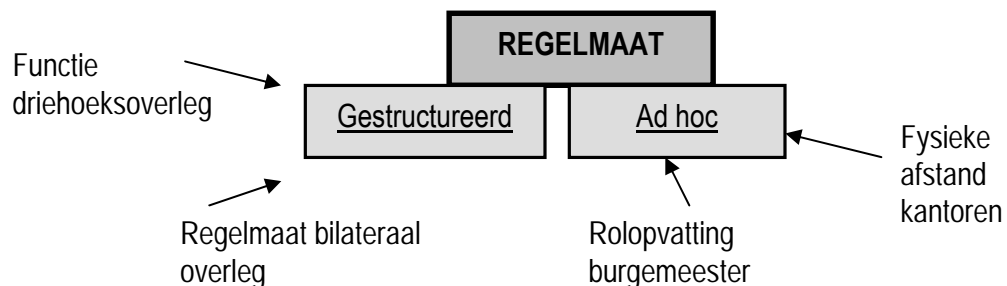 REGELMAAT
Functie
driehoeksoverleg
Gestructureerd
Ad hoc
Fysieke
afstand
kantoren
Regelmaat bilateraal
overleg
Rolopvatting
burgemeester